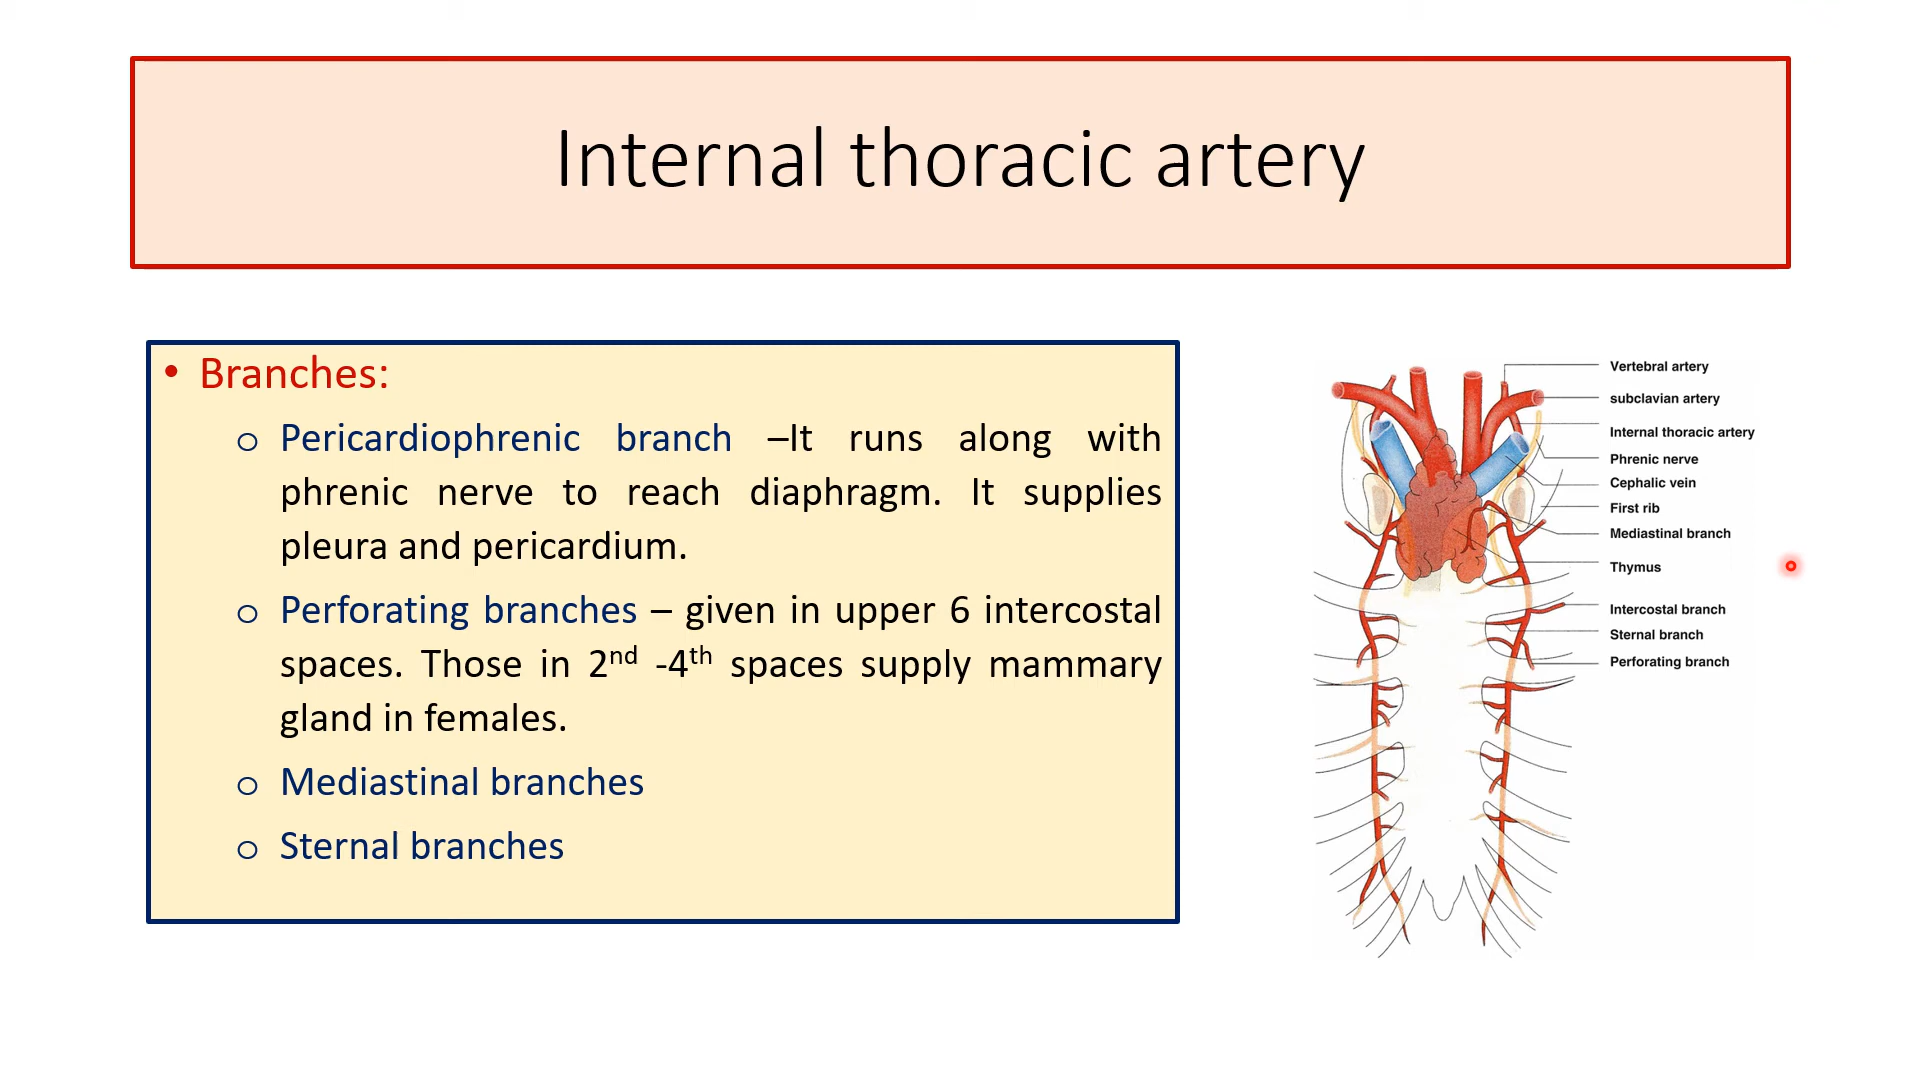 Internal thoracic artery
• Branches:
o Pericardiophrenic branch –It runs along with
phrenic nerve to reach diaphragm. It supplies
pleura and pericardium.
o Perforating branches – given in upper 6 intercostal
spaces. Those in 2nd -4th spaces supply mammary
gland in females.
o Mediastinal branches
o Sternal branches
Vertebral artery
subclavian artery
Internal thoracic artery
Phrenic nerve
Cephalic vein
First rib
Mediastinal branch
Thymus
Intercostal branch
Sternal branch
Perforating branch